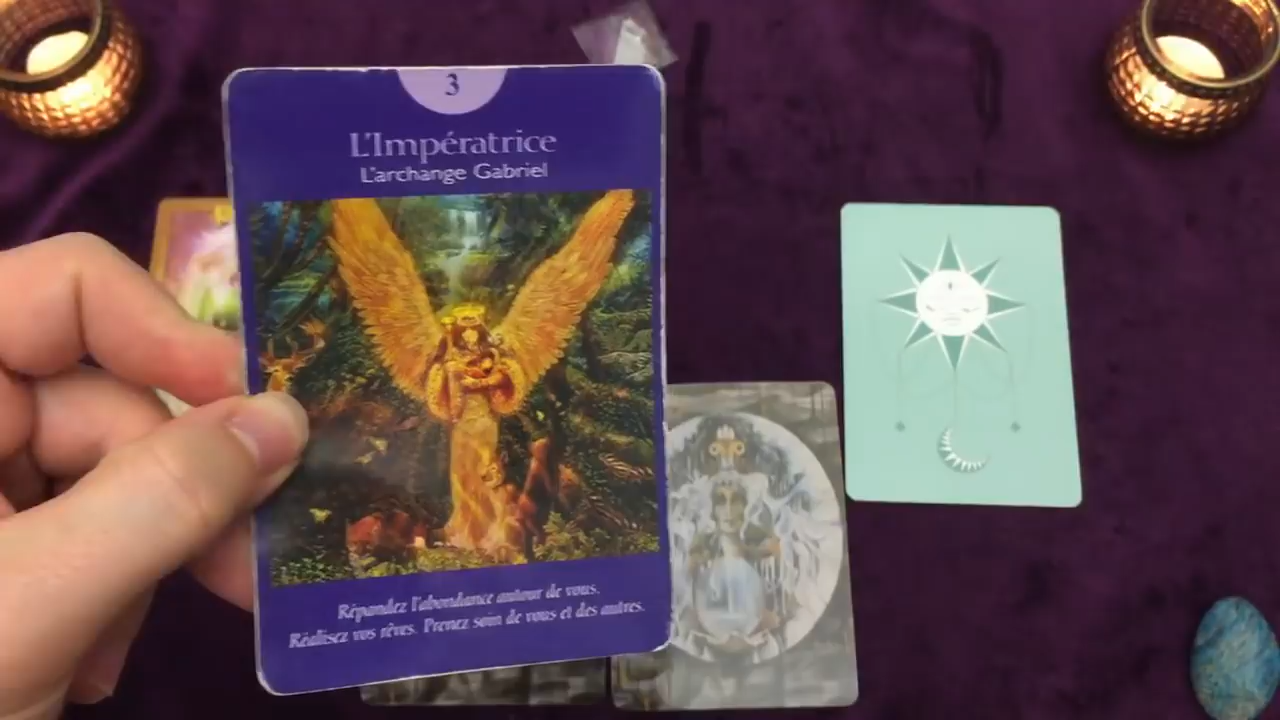 3
L'Impératrice
L'archange Gabriel
Répandez l'abondance autour de vous.
Réalisez vos rêves. Prenez soin de vous et des autres.